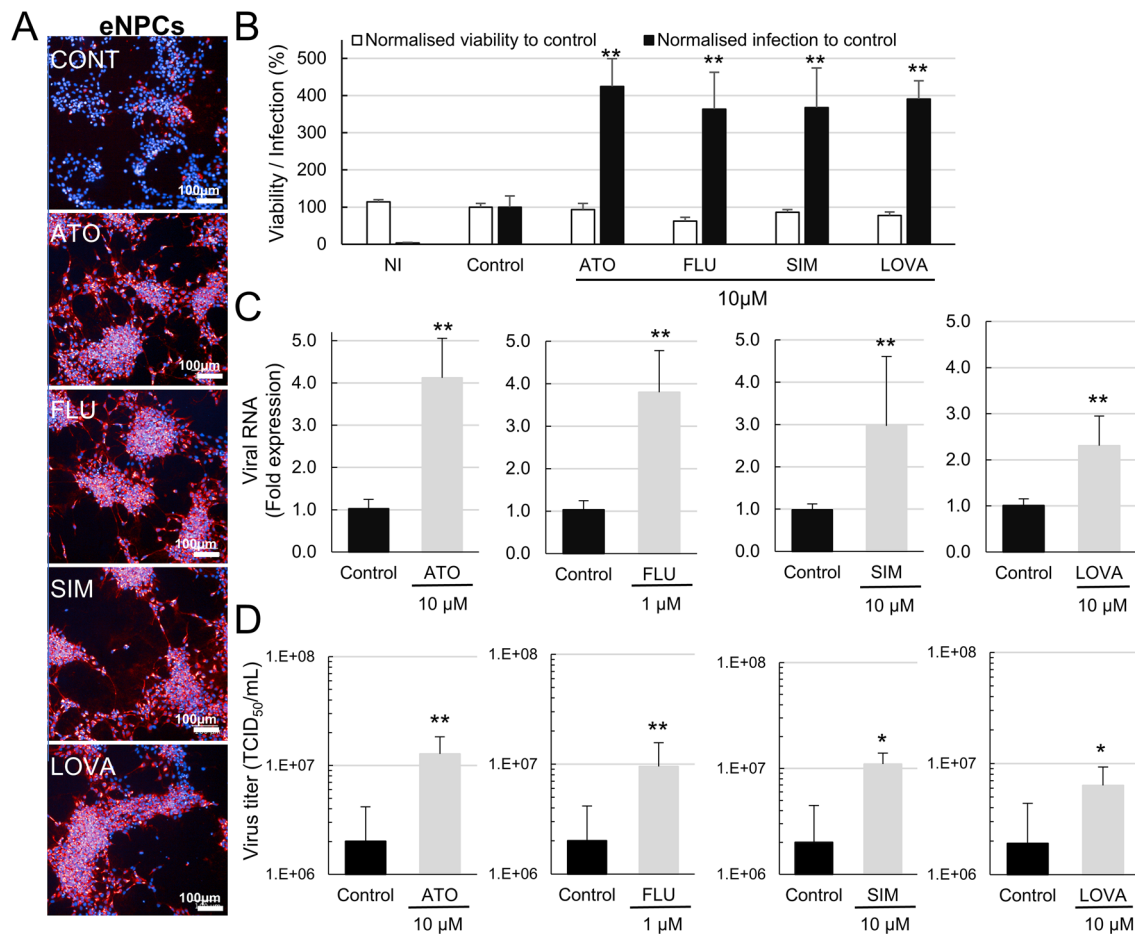 A
eNPCs
CONT
100µm
ATO
100µm
FLU
100µm
SIM
100µm
LOVA
100µm
B
Normalised viability to control
Normalised infection to control
Viability / Infection (%)
500
400
300
200
100
0
**
**
**
**
NI
Control
ATO
FLU
SIM
LOVA
10µM
C
Viral RNA
(Fold expression)
5.0
4.0
3.0
2.0
1.0
0.0
**
Control
ATO
10 µM
5.0
4.0
3.0
2.0
1.0
0.0
**
Control
FLU
1 µM
5.0
4.0
3.0
2.0
1.0
0.0
**
Control
SIM
10 µM
5.0
4.0
3.0
2.0
1.0
0.0
**
Control
LOVA
10 µM
D
Virus titer (TCID50/mL)
1.E+08
1.E+07
1.E+06
**
Control
ATO
10 µM
1.E+08
1.E+07
1.E+06
**
Control
FLU
1 µM
1.E+08
1.E+07
1.E+06
*
Control
SIM
10 µM
1.E+08
1.E+07
1.E+06
*
Control
LOVA
10 µM